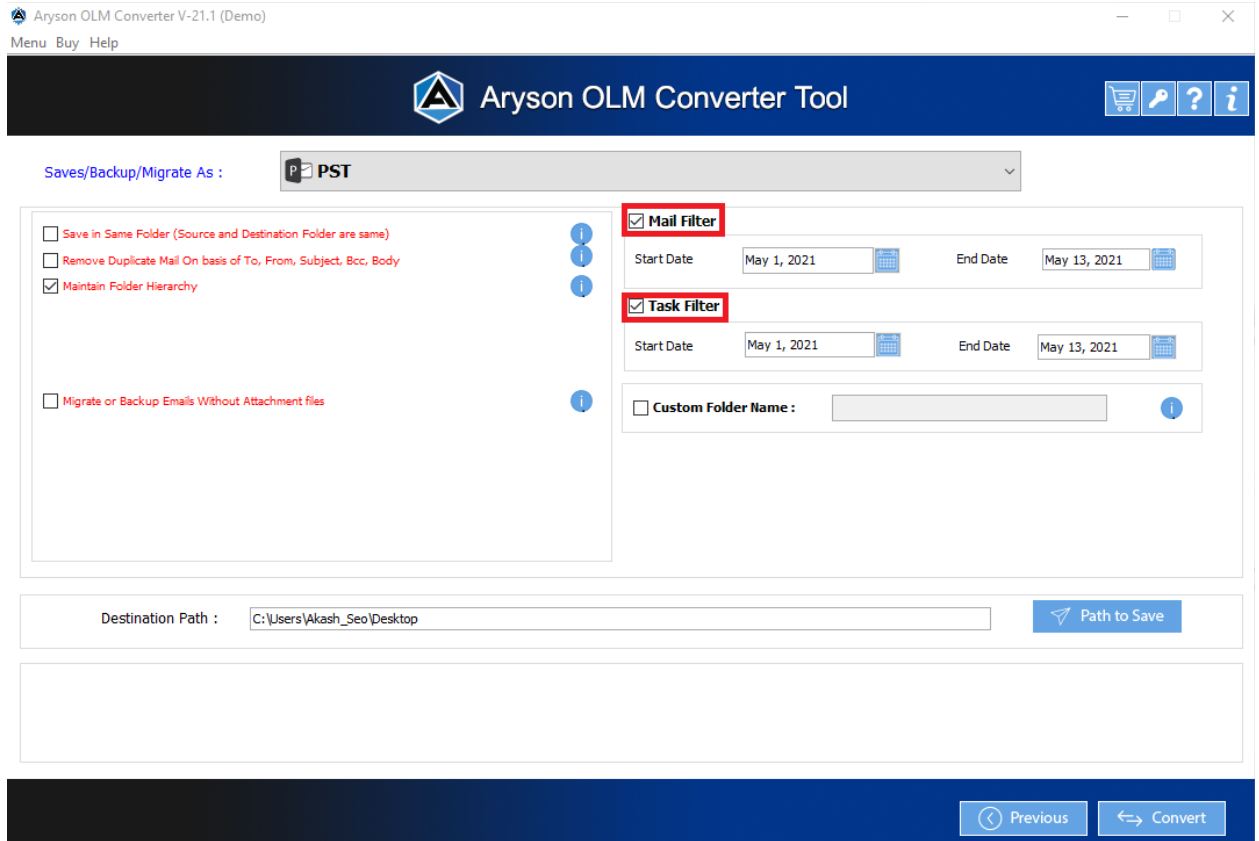 Aryson OLM Converter V-21.1 (Demo)
Menu Buy Help
Aryson OLM Converter Tool
Saves/Backup/Migrate As :
PST
Save in Same Folder (Source and Destination Folder are same)
Remove Duplicate Mail On basis of To, From, Subject, Bcc, Body
Maintain Folder Hierarchy
Migrate or Backup Emails Without Attachment files
Mail Filter
Start Date May 1, 2021 End Date May 13, 2021
Task Filter
Start Date May 1, 2021 End Date May 13, 2021
Custom Folder Name :
Destination Path : C:\Users\Akash_Seo\Desktop Path to Save
Previous Convert